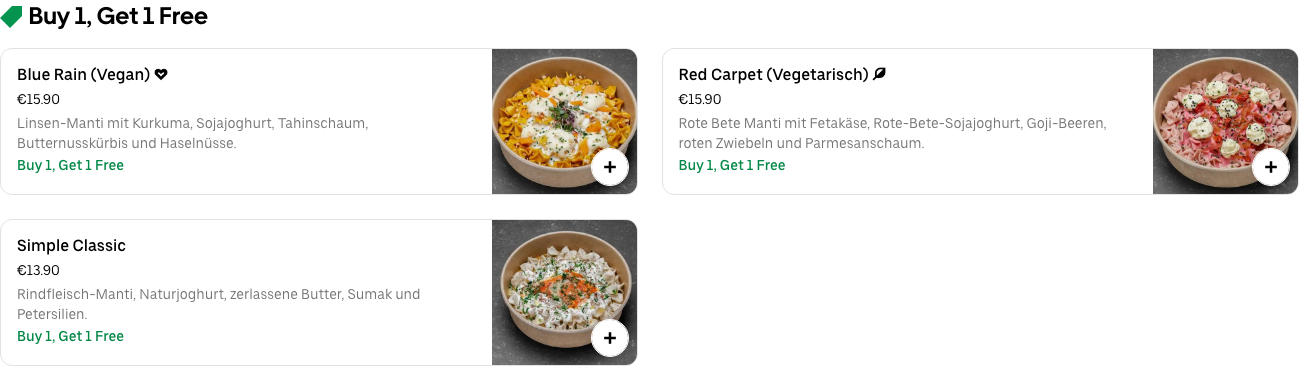 Buy 1, Get 1 Free
Blue Rain (Vegan)
€15.90
Linsen-Manti mit Kurkuma, Sojajoghurt, Tahinschaum,
Butternusskürbis und Haselnüsse.
Buy 1, Get 1 Free
Red Carpet (Vegetarisch)
€15.90
Rote Bete Manti mit Fetakäse, Rote-Bete-Sojajoghurt, Goji-Beeren,
roten Zwiebeln und Parmesanschaum.
Buy 1, Get 1 Free
Simple Classic
€13.90
Rindfleisch-Manti, Naturjoghurt, zerlassene Butter, Sumak und
Petersilien.
Buy 1, Get 1 Free